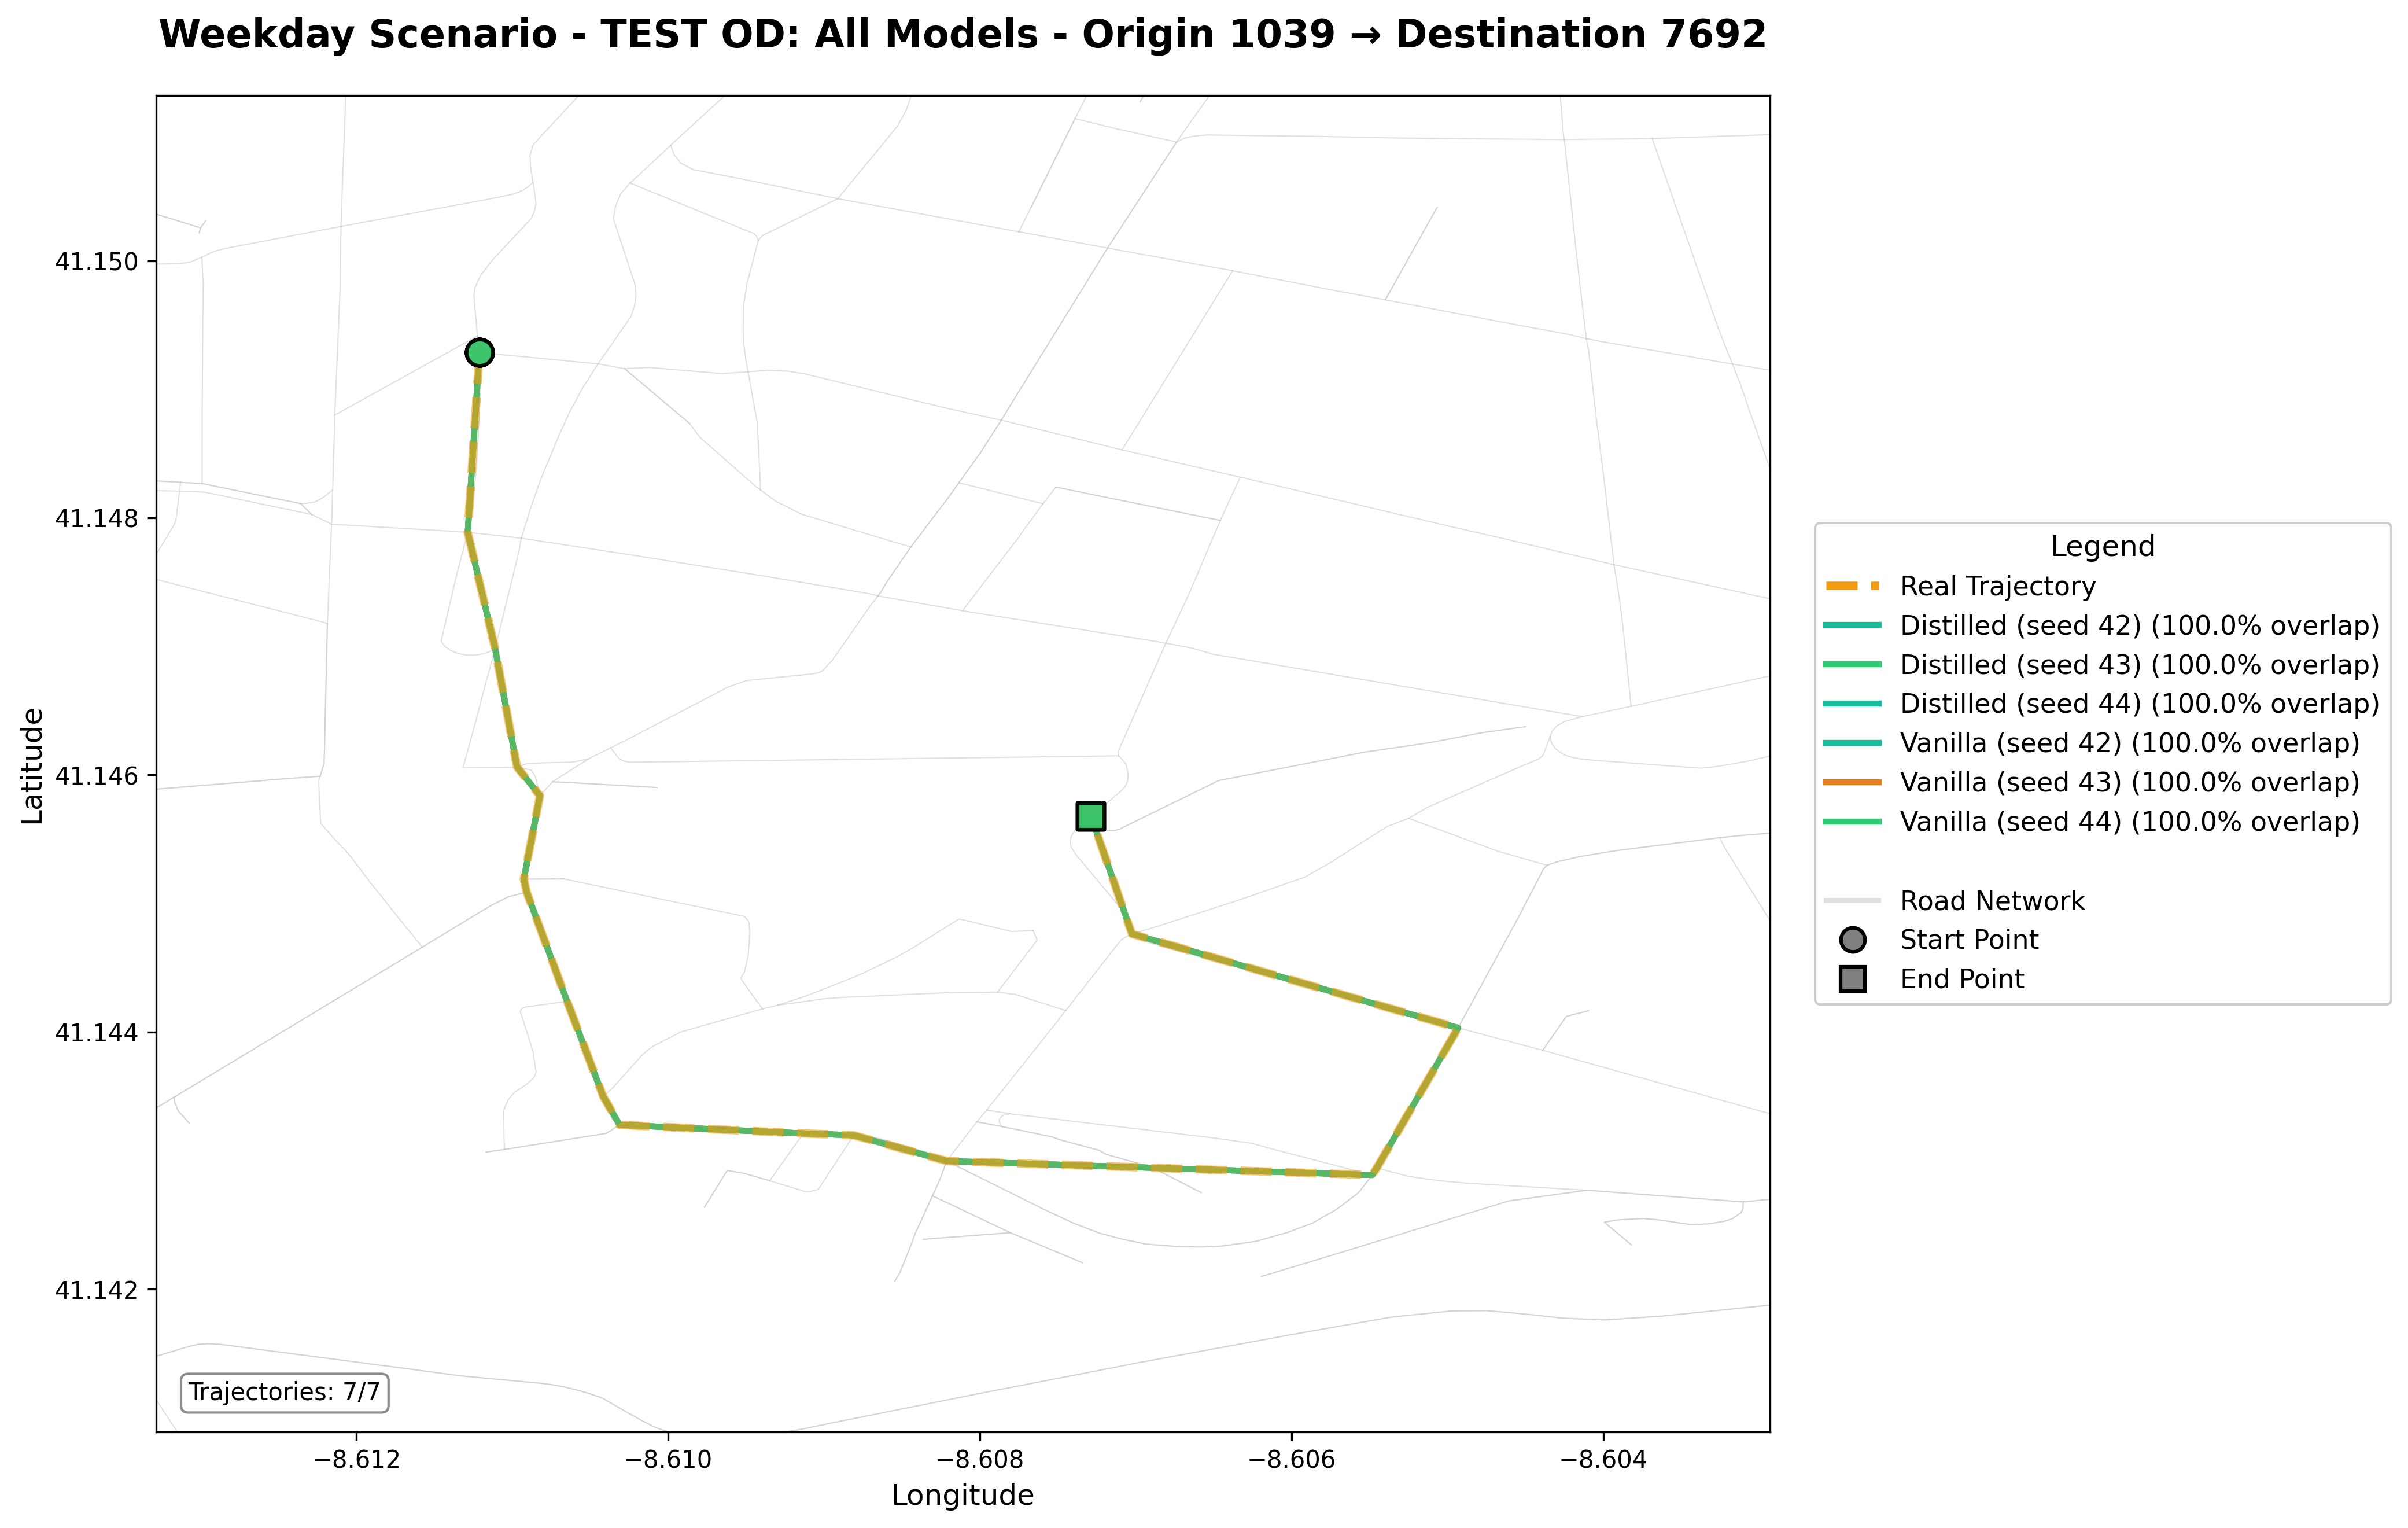 Weekday Scenario - TEST OD: All Models - Origin 1039 → Destination 7692
41.150
41.148
41.146
41.144
41.142
Latitude
−8.612
−8.610
−8.608
−8.606
−8.604
Longitude
Trajectories: 7/7
Legend
Real Trajectory
Distilled (seed 42) (100.0% overlap)
Distilled (seed 43) (100.0% overlap)
Distilled (seed 44) (100.0% overlap)
Vanilla (seed 42) (100.0% overlap)
Vanilla (seed 43) (100.0% overlap)
Vanilla (seed 44) (100.0% overlap)
Road Network
Start Point
End Point